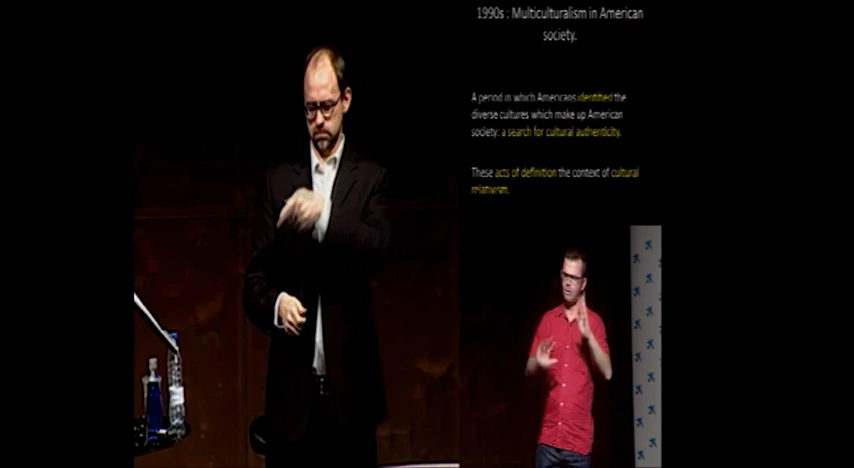 1990s : Multiculturalism in American
society.
A period in which Americans identified the
diverse cultures which make up American
society: a search for cultural authenticity.
These acts of definition the context of cultural
relativism.